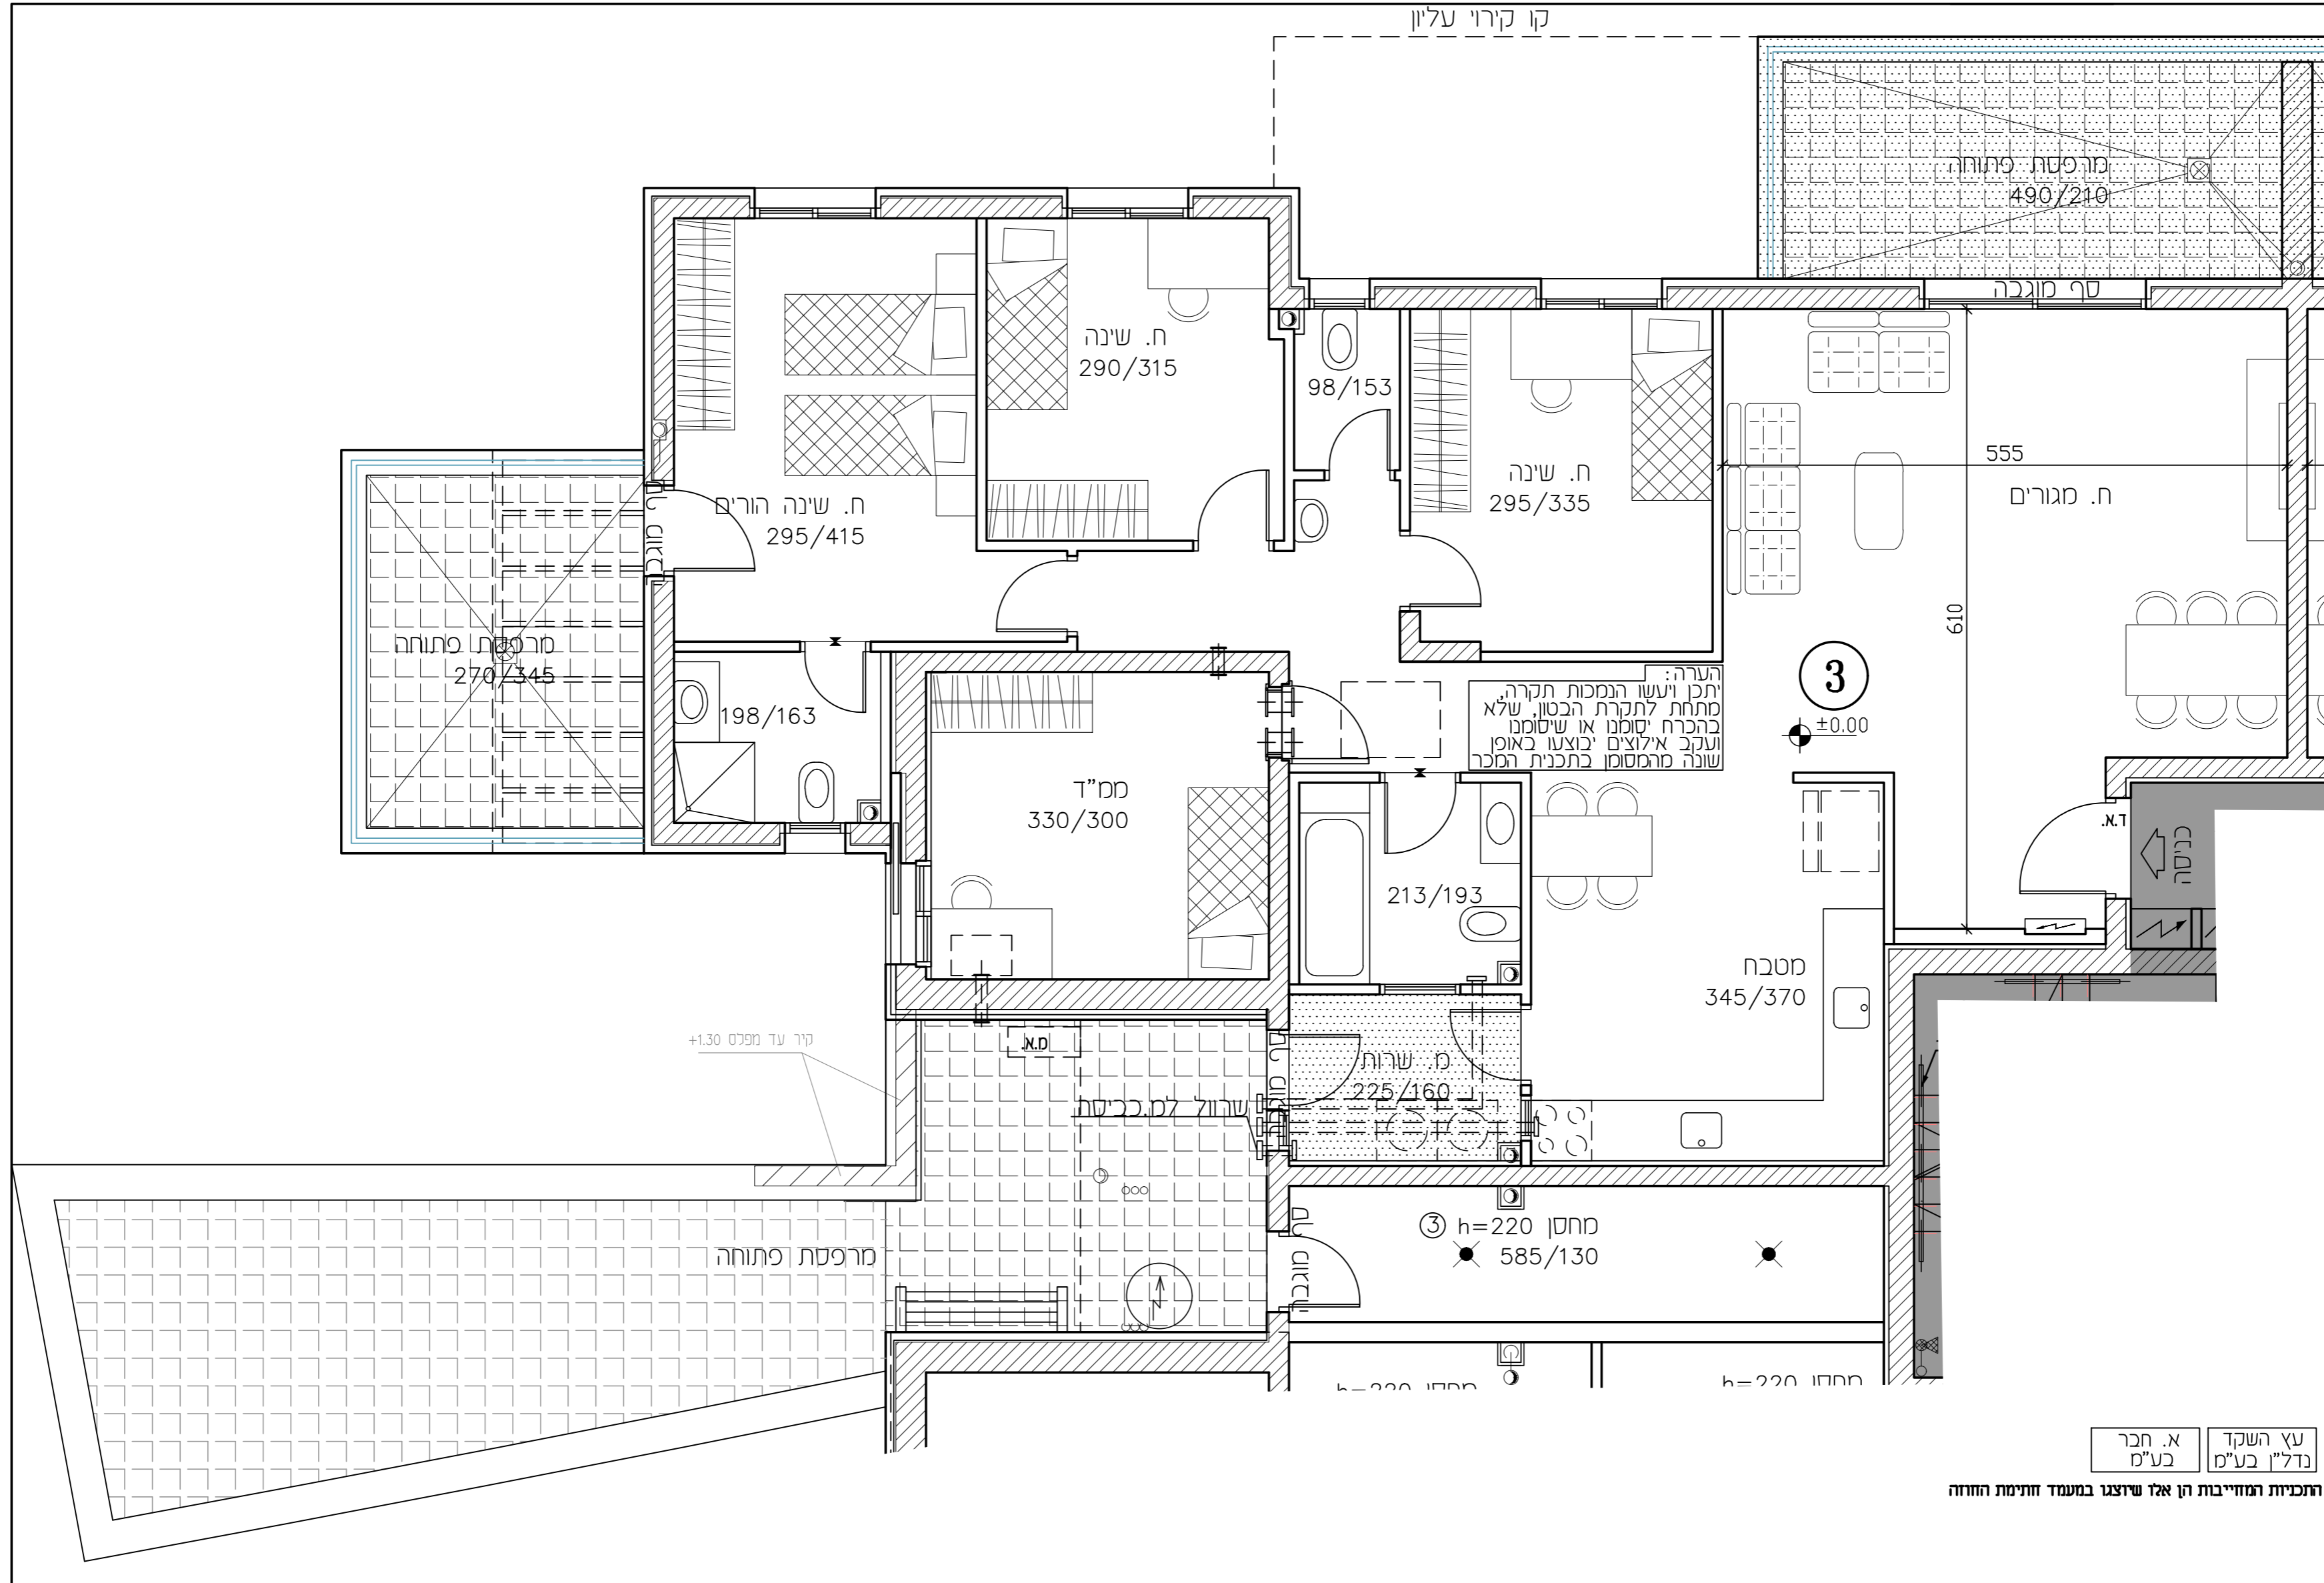 קו קירוי עליון
מרפסת פתוחה
490/210
סף מוגבה
ח. שינה
290/315
98/153
ח. שינה
295/335
555
ח. מגורים
610
ח. שינה הורים
295/415
סף מוגבה
מרפסת פתוחה
270/345
198/163
ממ"ד
330/300
הערה:
יתכן ויעשו הנמכות תקרה,
מתחת לתקרת הבטון, שלא
בהכרח יסומנו או שיסומנו
ועקב אילוצים יבוצעו באופן
שונה מהמסומן בתכנית המכר
3
±0.00
ד.א.
כניסה
213/193
מטבח
345/370
קיר עד מפלס 1.30+
מ.א.
סף מוגבה
מ. שרות
225/160
שרוול למ.כביסה
מרפסת פתוחה
N
סף מוגבה
3 מחסן h=220
585/130
מחסן h=220
מחסן h=220
עץ השקד
נדל"ן בע"מ
א. חבר
בע"מ
התכניות המחייבות הן אלו שיוצגו במעמד חתימת החוזה